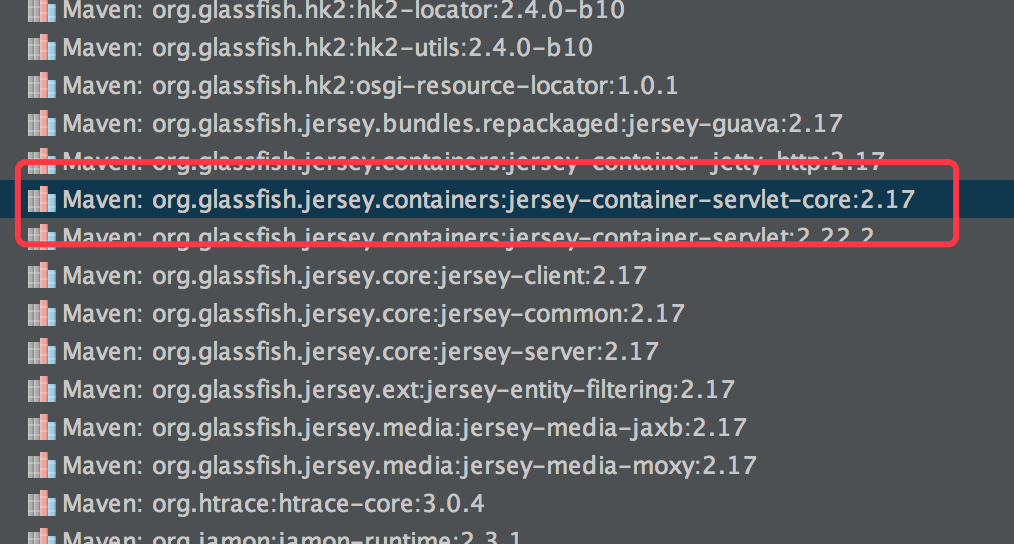 Maven: org.glassfish.hk2:hk2-locator:2.4.0-b10
Maven: org.glassfish.hk2:hk2-utils:2.4.0-b10
Maven: org.glassfish.hk2:osgi-resource-locator:1.0.1
Maven: org.glassfish.jersey.bundles.repackaged:jersey-guava:2.17
Maven: org.glassfish.jersey.containers:jersey-container-jetty-http:2.17
Maven: org.glassfish.jersey.containers:jersey-container-servlet-core:2.17
Maven: org.glassfish.jersey.containers:jersey-container-servlet:2.22.2
Maven: org.glassfish.jersey.core:jersey-client:2.17
Maven: org.glassfish.jersey.core:jersey-common:2.17
Maven: org.glassfish.jersey.core:jersey-server:2.17
Maven: org.glassfish.jersey.ext:jersey-entity-filtering:2.17
Maven: org.glassfish.jersey.media:jersey-media-jaxb:2.17
Maven: org.glassfish.jersey.media:jersey-media-moxy:2.17
Maven: org.htrace:htrace-core:3.0.4
Maven: org.jamon:jamon-runtime:2.3.1